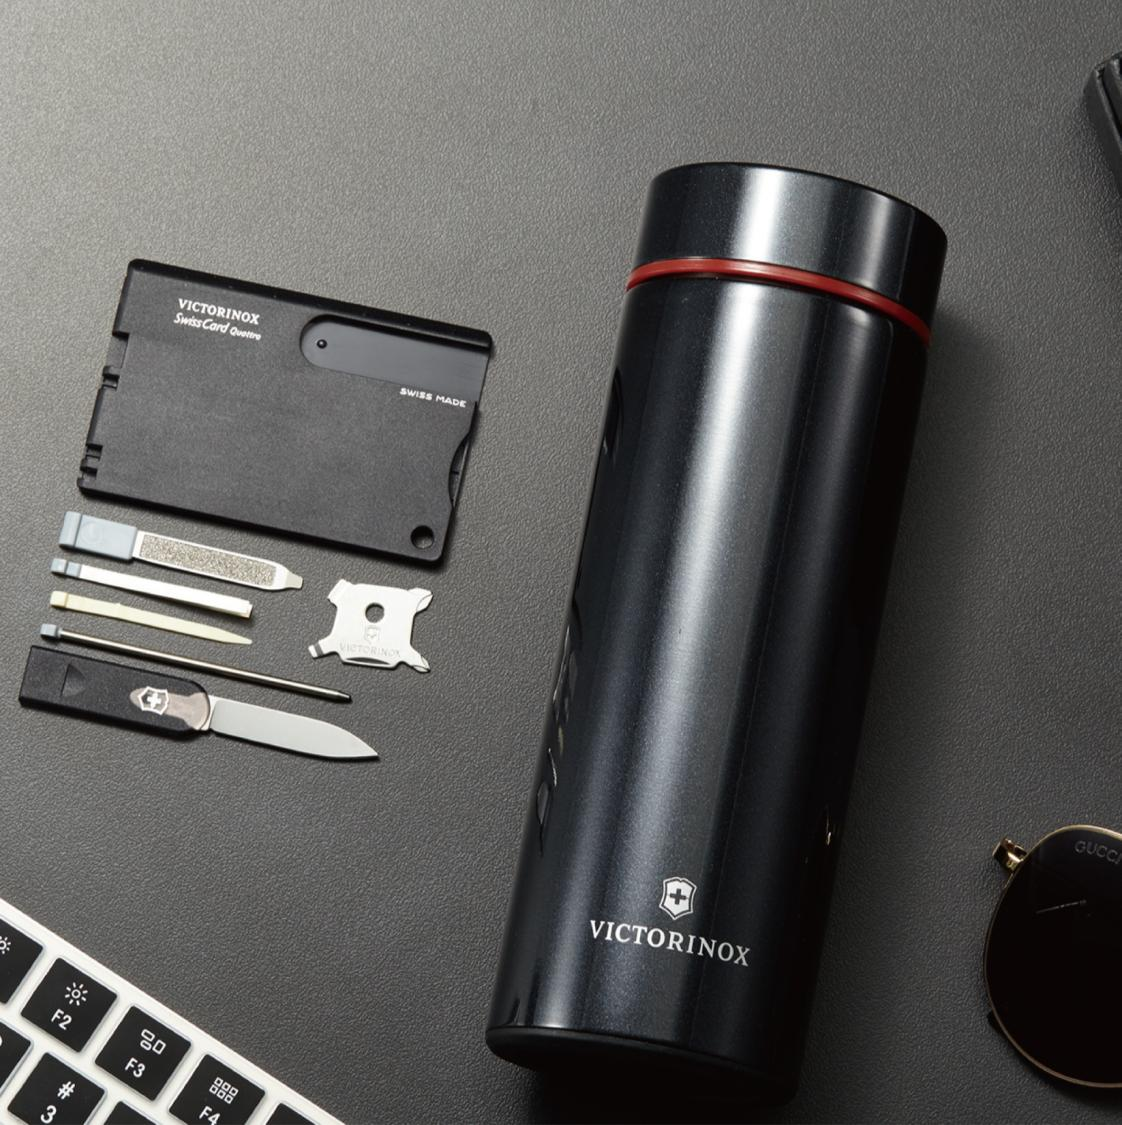 VICTORINOX
SwissCard Quattro
SWISS MADE
VICTORINOX
VICTORINOX
GUCCI
F2
F3
F4
#
3